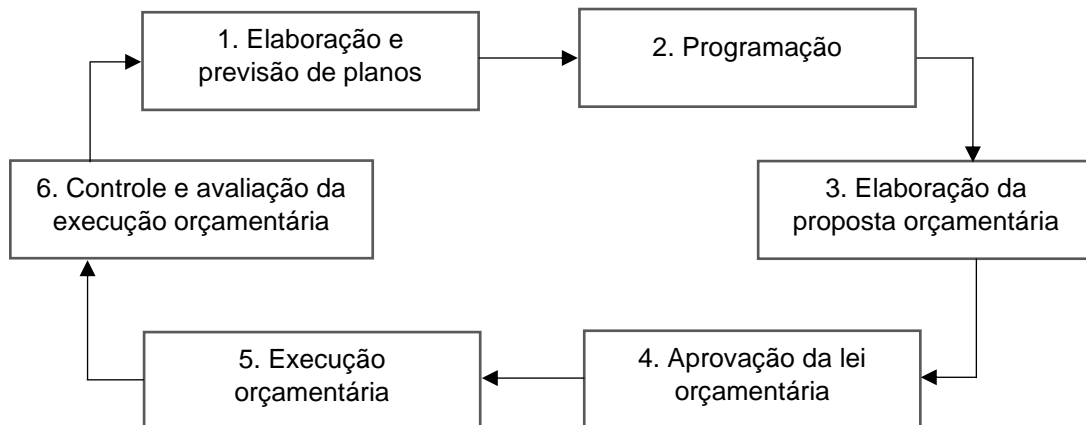 1. Elaboração e
previsão de planos
2. Programação
3. Elaboração da
proposta orçamentária
4. Aprovação da lei
orçamentária
5. Execução
orçamentária
6. Controle e avaliação da
execução orçamentária